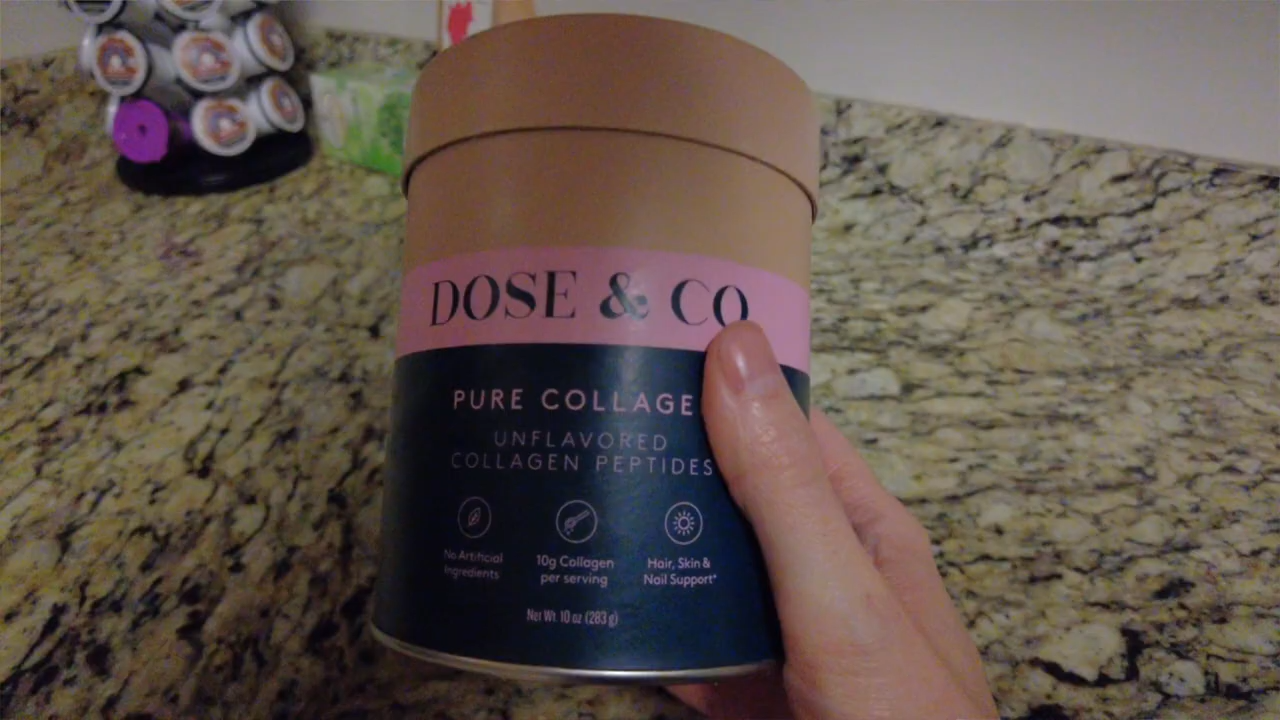 DOSE & CO
PURE COLLAGE
UNFLAVORED
COLLAGEN PEPTIDES
No Artificial
Ingredients
10g Collagen
per serving
Hair, Skin &
Nail Support*
Net Wt. 10 oz (283g)